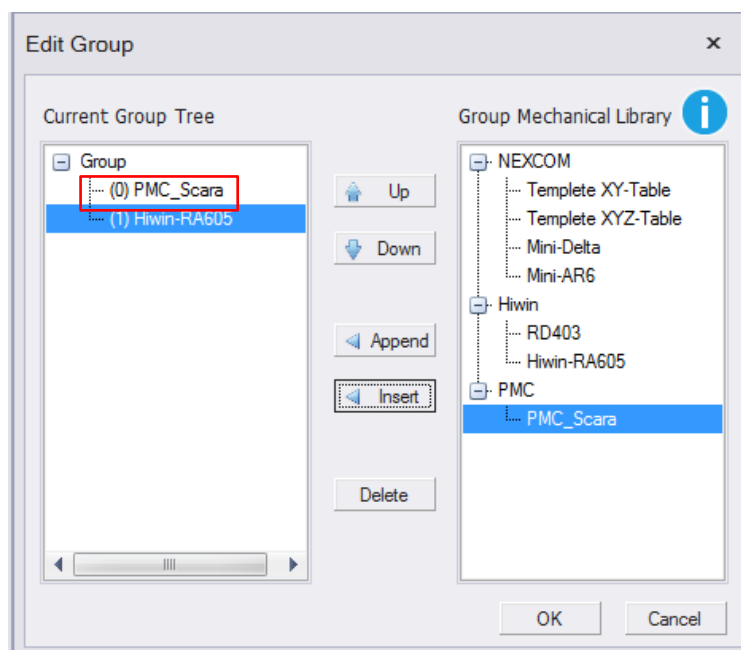 Edit Group
×
Current Group Tree
Group
(0) PMC_Scara
(1) Hiwin-RA605
Up
Down
Append
Insert
Delete
Group Mechanical Library
i
NEXCOM
Templete XY-Table
Templete XYZ-Table
Mini-Delta
Mini-AR6
Hiwin
RD403
Hiwin-RA605
PMC
PMC_Scara
OK
Cancel